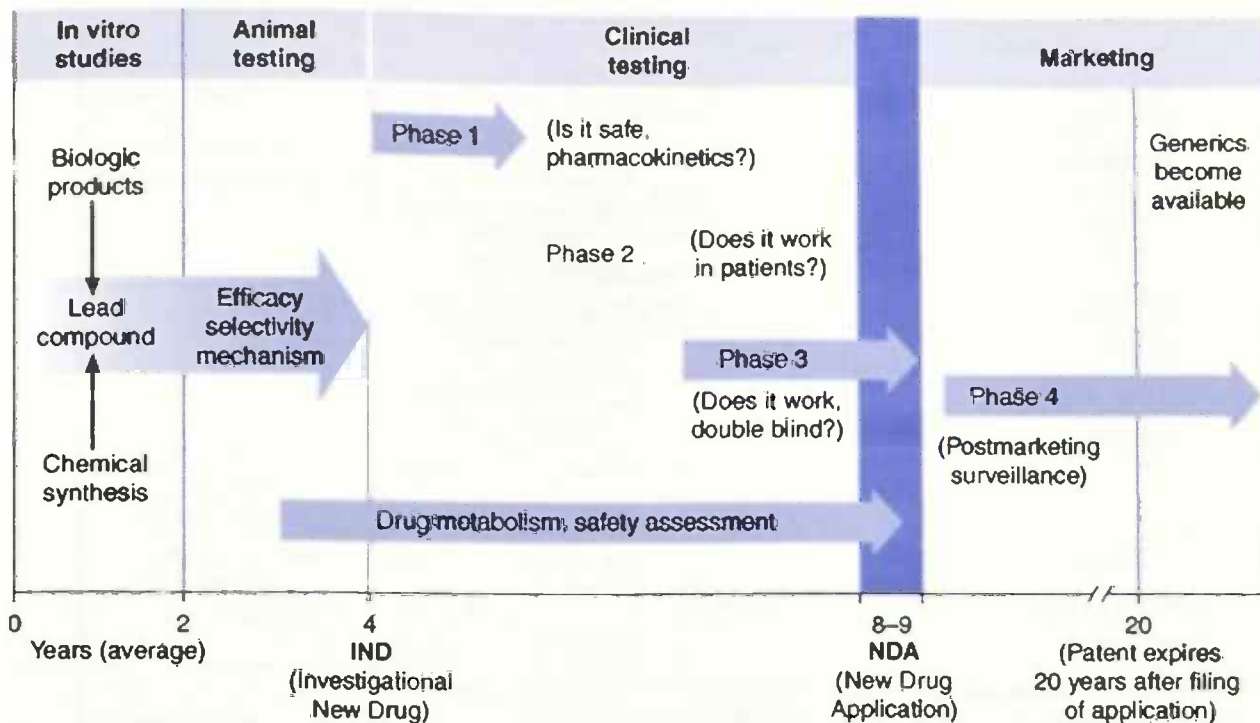 In vitro
studies
Animal
testing
Clinical
testing
Marketing
Phase 1
(Is it safe,
pharmacokinetics?)
Generics
become
available
Biologic
products
Phase 2
(Does it work
in patients?)
Lead
compound
Efficacy
selectivity
mechanism
Phase 3
(Does it work,
double blind?)
Phase 4
(Postmarketing
surveillance)
Chemical
synthesis
Drug metabolism, safety assessment
0
2
4
8–9
20
Years (average)
IND
(Investigational
New Drug)
NDA
(New Drug
Application)
(Patent expires
20 years after filing
of application)